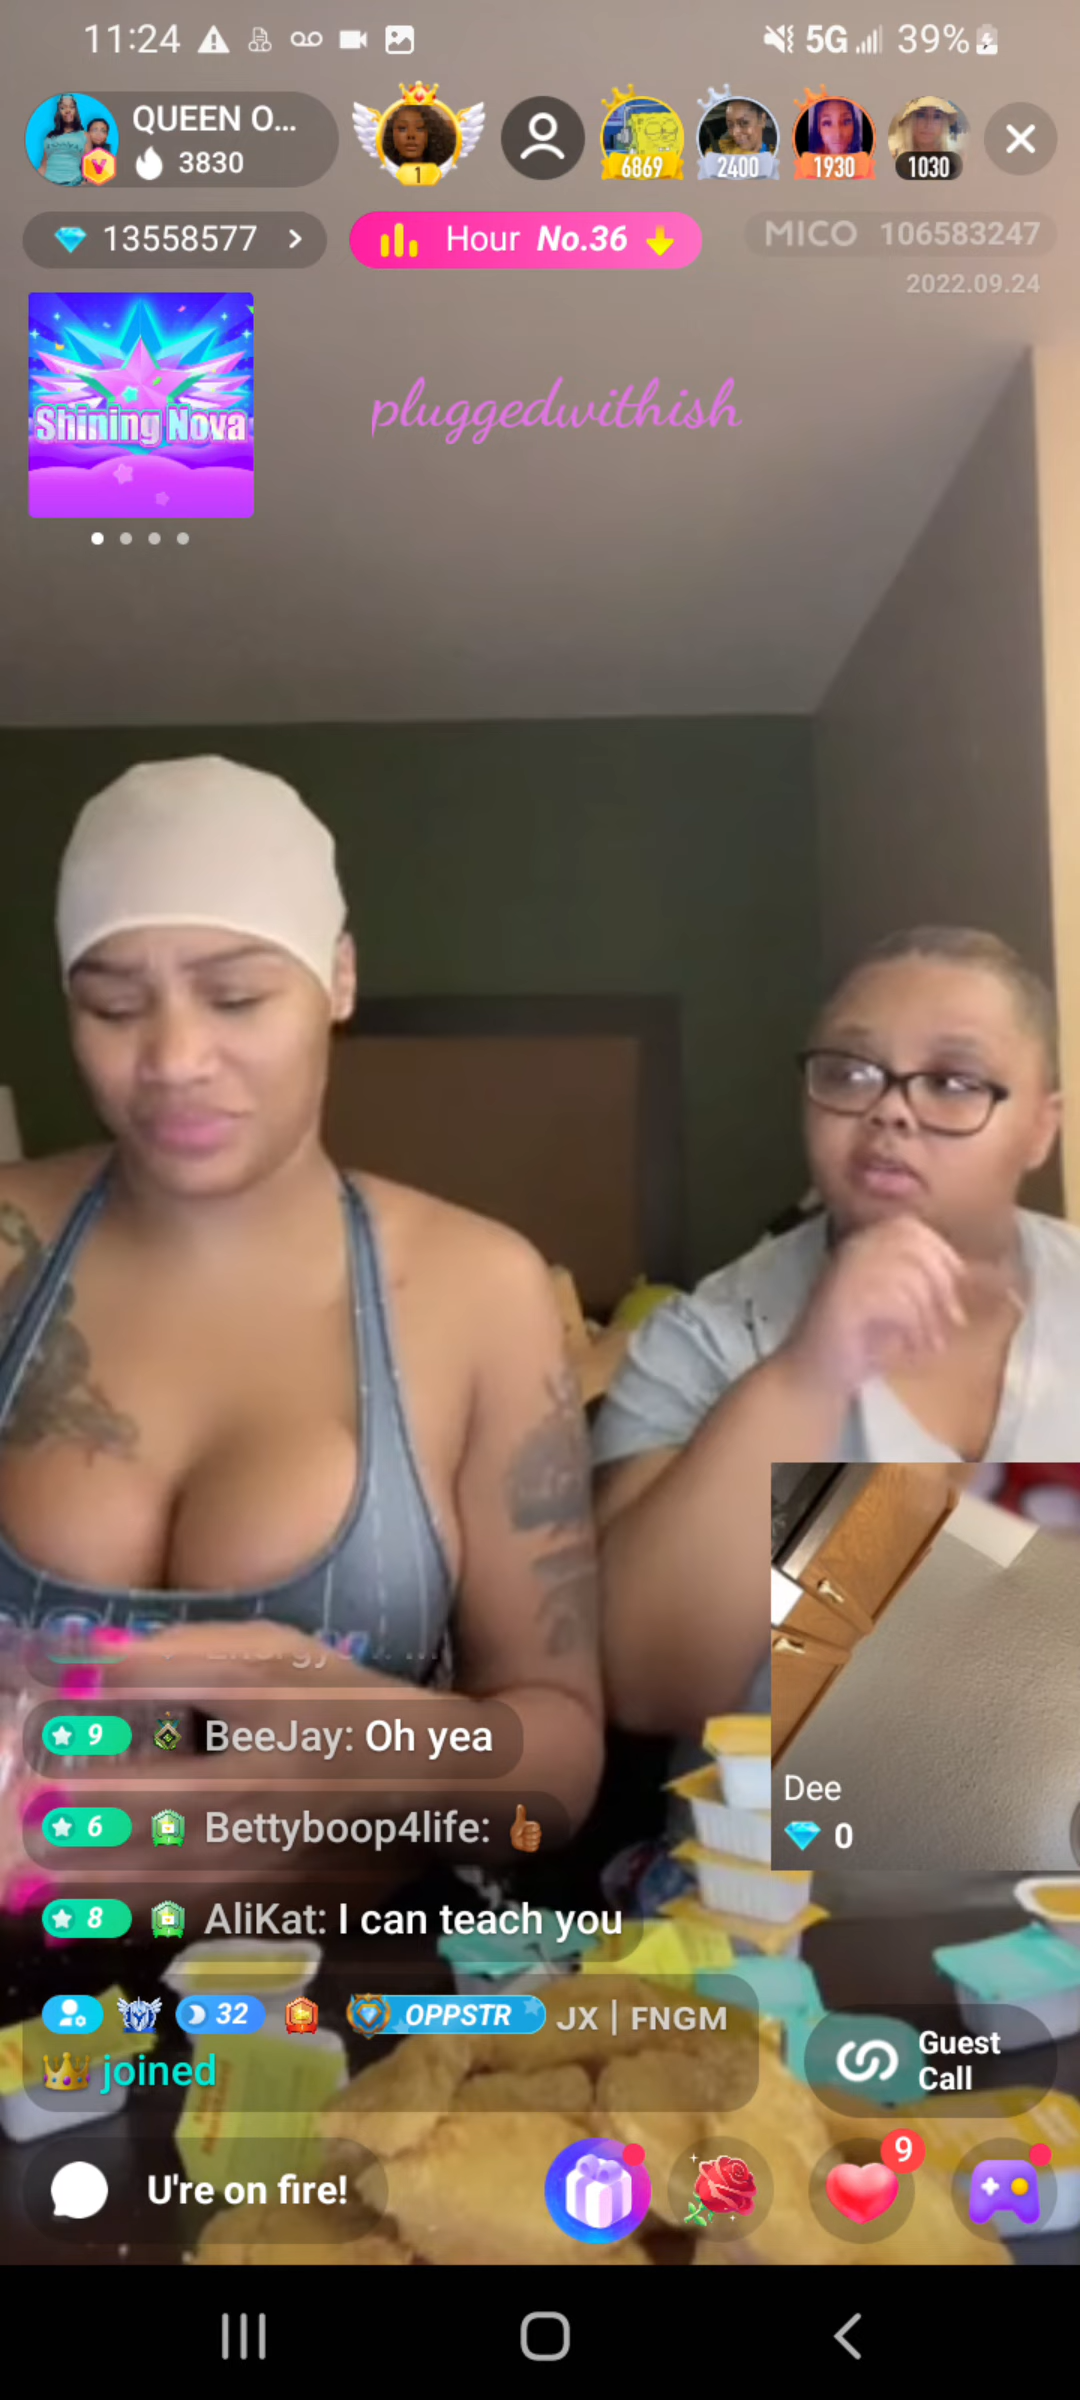 11:24
5G 39%
QUEEN O...
3830
1
6869
2400
1930
1030
13558577
Hour No.36
MICO 106583247
2022.09.24
Shining Nova
pluggedwithish
9 BeeJay: Oh yea
6 Bettyboop4life: 👍🏾
8 AliKat: I can teach you
32 OPPSTR JX | FNGM
👑 joined
Dee
0
Guest
Call
U're on fire!
9